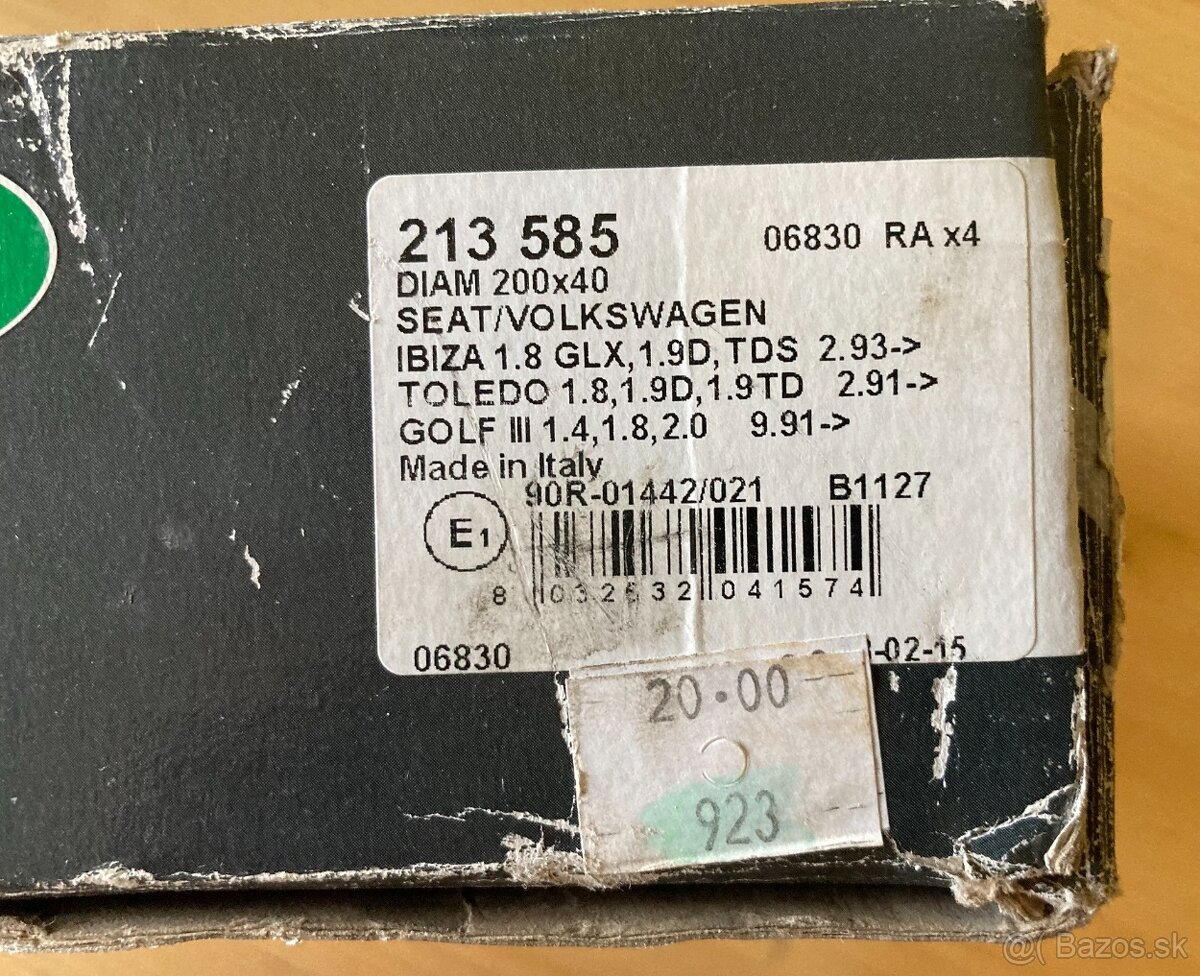 213 585 06830 RA x4
DIAM 200x40
SEAT/VOLKSWAGEN
IBIZA 1.8 GLX,1.9D,TDS 2.93->
TOLEDO 1.8,1.9D,1.9TD 2.91->
GOLF III 1.4,1.8,2.0 9.91->
Made in Italy
90R-01442/021 B1127
E1
8 032532 041574
06830 -02-15
20.00
923
@( Bazos.sk